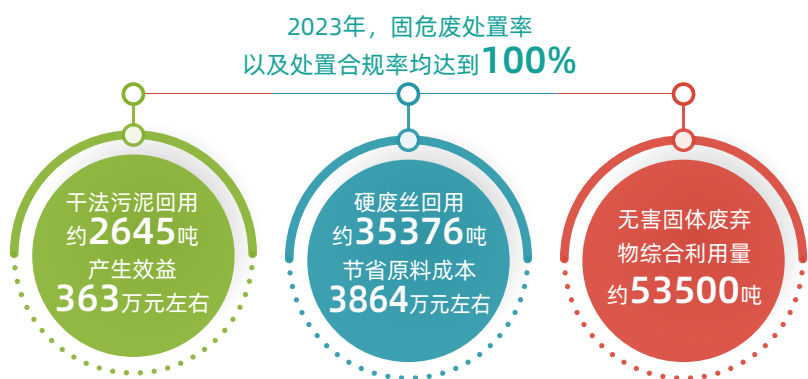 2023年，固危废处置率
以及处置合规率均达到100%
干法污泥回用
约2645吨
产生效益
363万元左右
硬废丝回用
约35376吨
节省原料成本
3864万元左右
无害固体废弃
物综合利用量
约53500吨